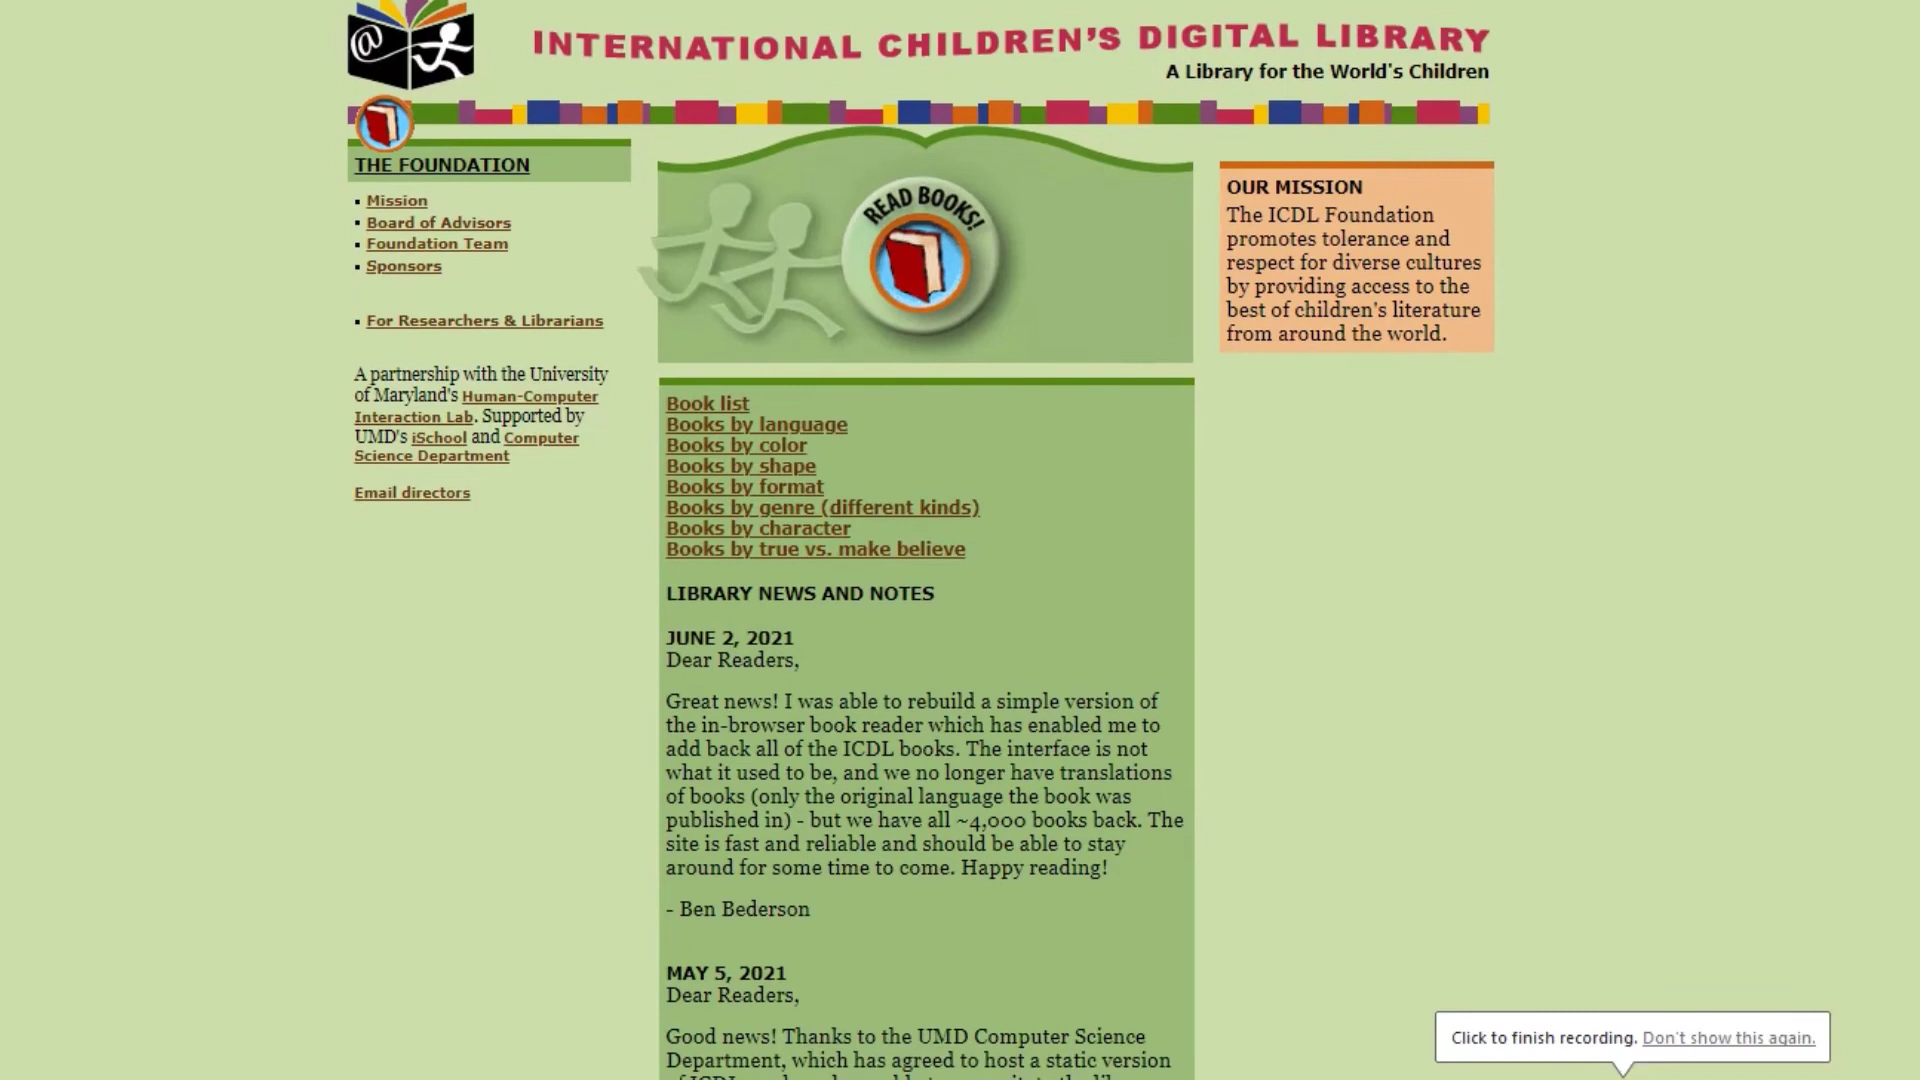 @
INTERNATIONAL CHILDREN'S DIGITAL LIBRARY
A Library for the World's Children
THE FOUNDATION
Mission
Board of Advisors
Foundation Team
Sponsors
For Researchers & Librarians
A partnership with the University
of Maryland's Human-Computer
Interaction Lab. Supported by
UMD's iSchool and Computer
Science Department
Email directors
READ BOOKS!
Book list
Books by language
Books by color
Books by shape
Books by format
Books by genre (different kinds)
Books by character
Books by true vs. make believe
LIBRARY NEWS AND NOTES
JUNE 2, 2021
Dear Readers,
Great news! I was able to rebuild a simple version of
the in-browser book reader which has enabled me to
add back all of the ICDL books. The interface is not
what it used to be, and we no longer have translations
of books (only the original language the book was
published in) - but we have all ~4,000 books back. The
site is fast and reliable and should be able to stay
around for some time to come. Happy reading!
- Ben Bederson
MAY 5, 2021
Dear Readers,
Good news! Thanks to the UMD Computer Science
Department, which has agreed to host a static version
OUR MISSION
The ICDL Foundation
promotes tolerance and
respect for diverse cultures
by providing access to the
best of children's literature
from around the world.
Click to finish recording. Don't show this again.